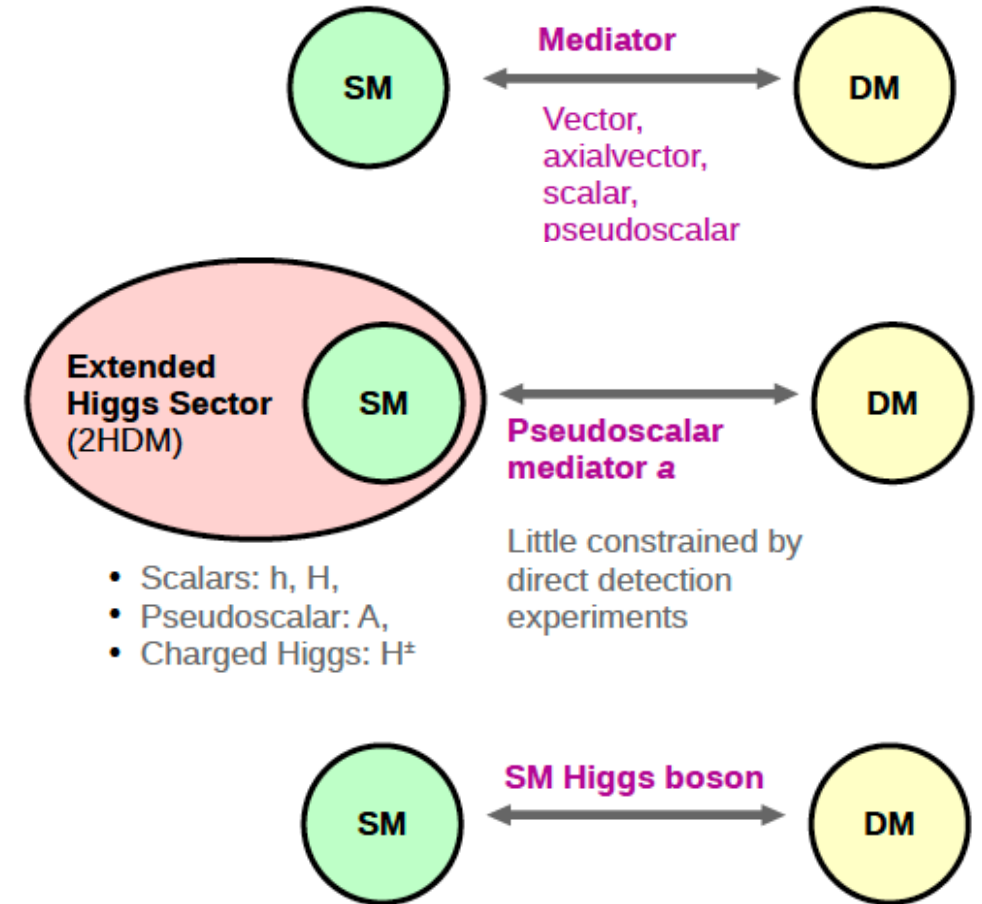 Mediator
SM
DM
Vector,
axialvector,
scalar,
pseudoscalar
Extended
Higgs Sector
(2HDM)
SM
DM
Pseudoscalar
mediator a
Little constrained by
direct detection
experiments
• Scalars: h, H,
• Pseudoscalar: A,
• Charged Higgs: H±
SM Higgs boson
SM
DM